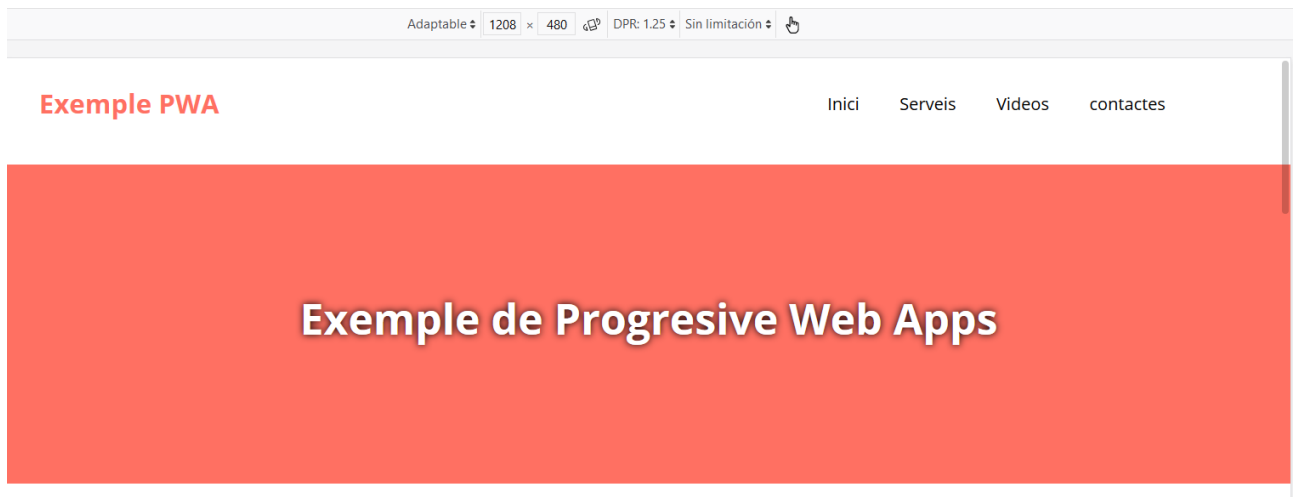 Adaptable 1208 × 480 DPR: 1.25 Sin limitación
Exemple PWA Inici Serveis Videos contactes
Exemple de Progresive Web Apps